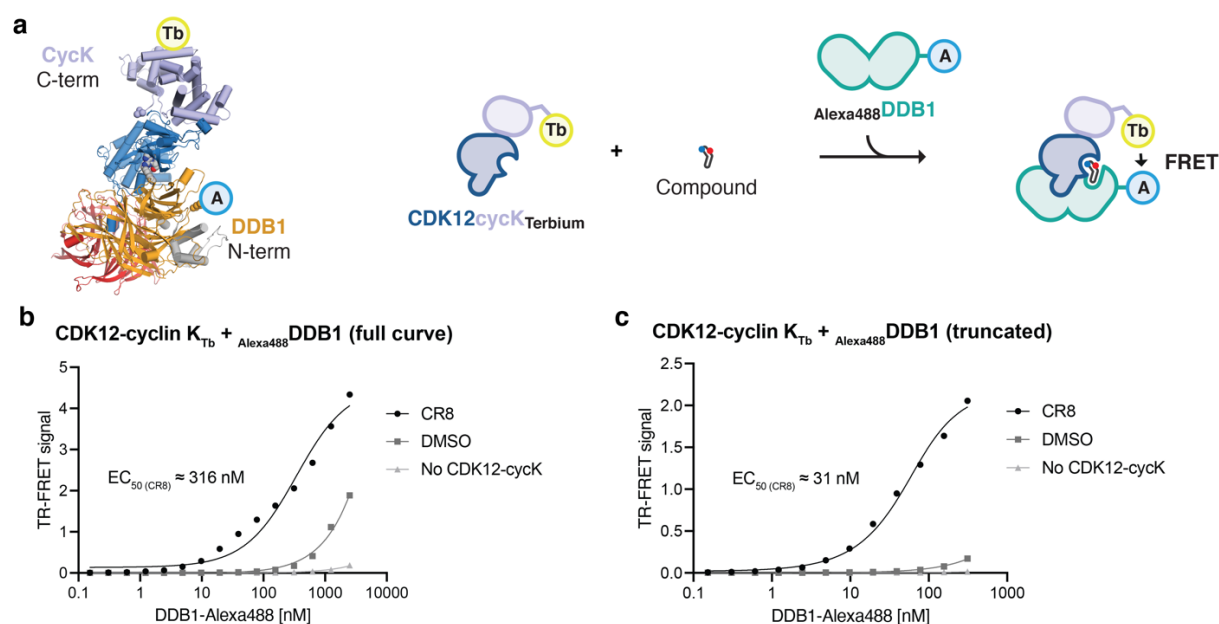 a
CycK
C-term
Tb
A
DDB1
N-term
Tb
CDK12cycKTerbium
+
Compound
A
Alexa488DDB1
Tb
FRET
A
b
CDK12-cyclin KTb + Alexa488DDB1 (full curve)
TR-FRET signal
5
4
3
2
1
0
EC50 (CR8) ≈ 316 nM
CR8
DMSO
No CDK12-cycK
0.1 1 10 100 1000 10000
DDB1-Alexa488 [nM]
c
CDK12-cyclin KTb + Alexa488DDB1 (truncated)
TR-FRET signal
2.5
2.0
1.5
1.0
0.5
0.0
EC50 (CR8) ≈ 31 nM
CR8
DMSO
No CDK12-cycK
0.1 1 10 100 1000
DDB1-Alexa488 [nM]